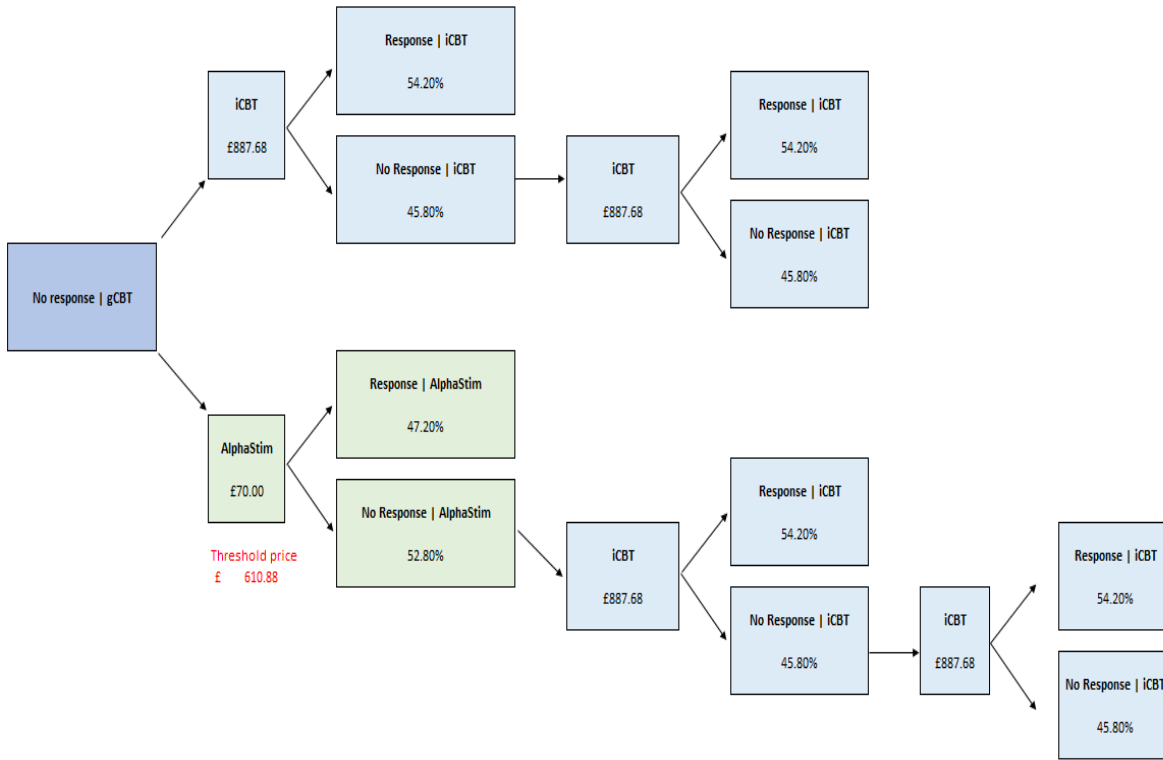 Response | iCBT
54.20%
iCBT
£887.68
No Response | iCBT
45.80%
iCBT
£887.68
Response | iCBT
54.20%
No Response | iCBT
45.80%
No response | gCBT
AlphaStim
£70.00
Threshold price
£ 610.88
Response | AlphaStim
47.20%
No Response | AlphaStim
52.80%
iCBT
£887.68
Response | iCBT
54.20%
No Response | iCBT
45.80%
iCBT
£887.68
Response | iCBT
54.20%
No Response | iCBT
45.80%